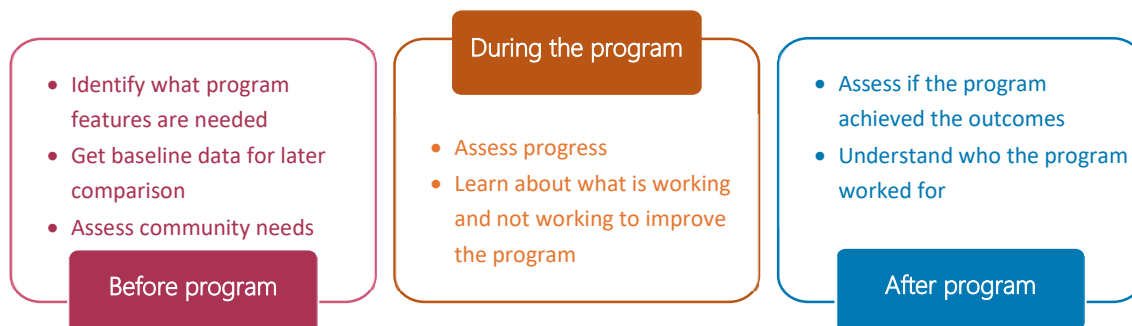 • Identify what program
features are needed
• Get baseline data for later
comparison
• Assess community needs
Before program
During the program
• Assess progress
• Learn about what is working
and not working to improve
the program
• Assess if the program
achieved the outcomes
• Understand who the program
worked for
After program